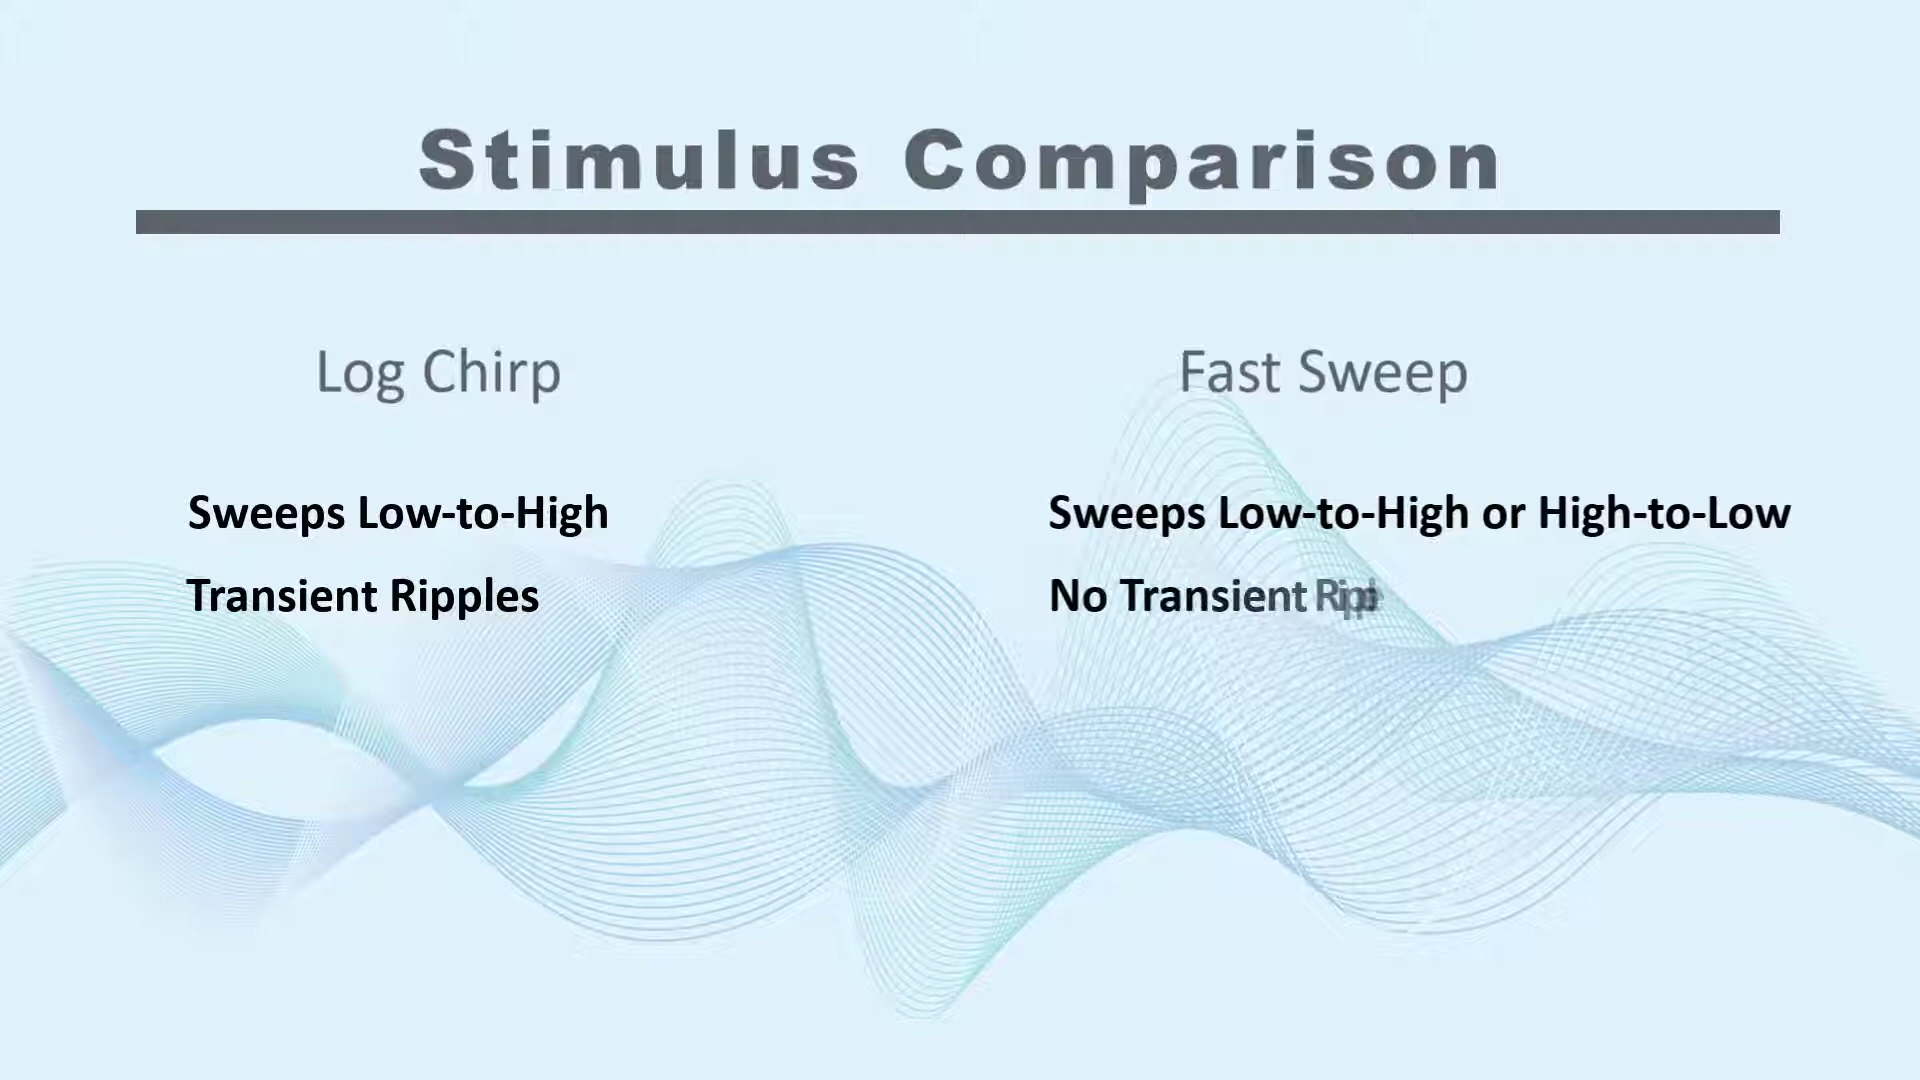 Stimulus Comparison
Log Chirp
Fast Sweep
Sweeps Low-to-High
Sweeps Low-to-High or High-to-Low
Transient Ripples
No Transient